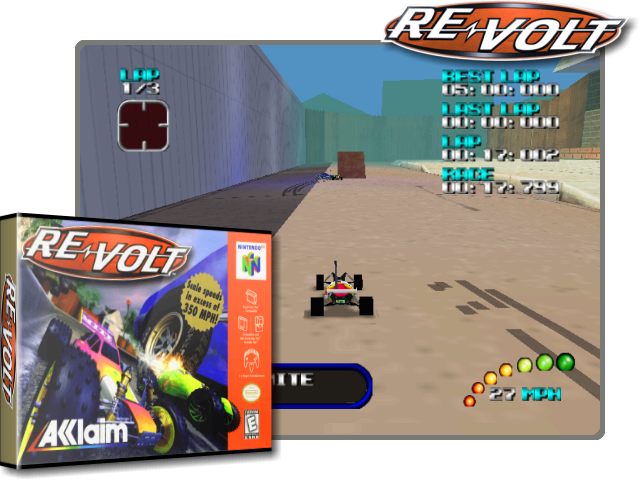 RE-VOLT
LAP
1/3
BEST LAP
05: 00: 000
LAST LAP
00: 00: 000
LAP
00: 17: 002
RACE
00: 17: 799
27 MPH
RE-VOLT
RE-VOLT
NINTENDO 64
N
Scale speeds
in excess of
350 MPH!
AKKlaim
E